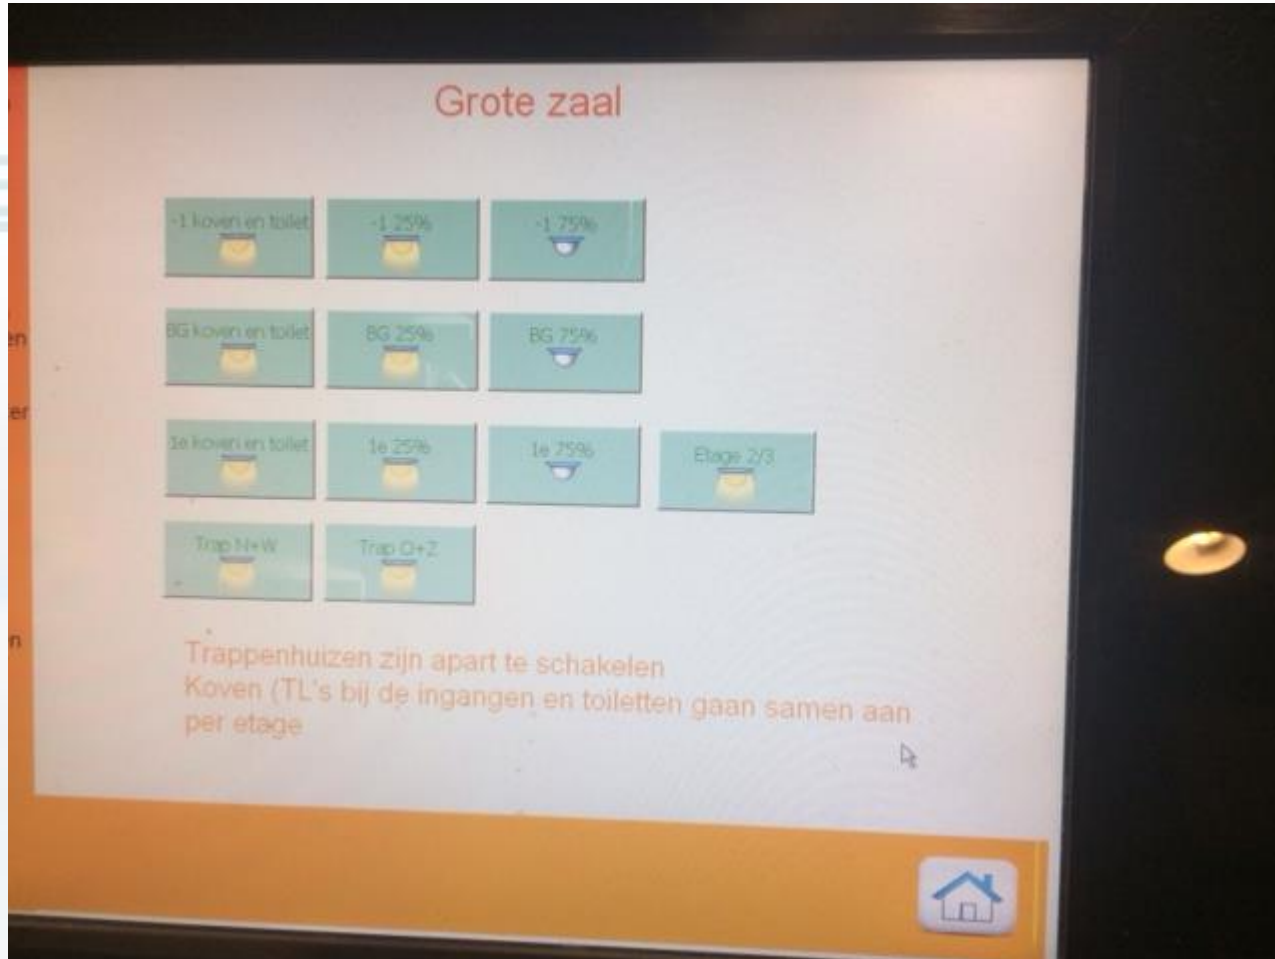 Grote zaal
-1 koven en toilet
-1 25%
-1 75%
BG koven en toilet
BG 25%
BG 75%
1e koven en toilet
1e 25%
1e 75%
Etage 2/3
Trap N+W
Trap O+Z
en
er
n
Trappenhuizen zijn apart te schakelen
Koven (TL's bij de ingangen en toiletten gaan samen aan
per etage